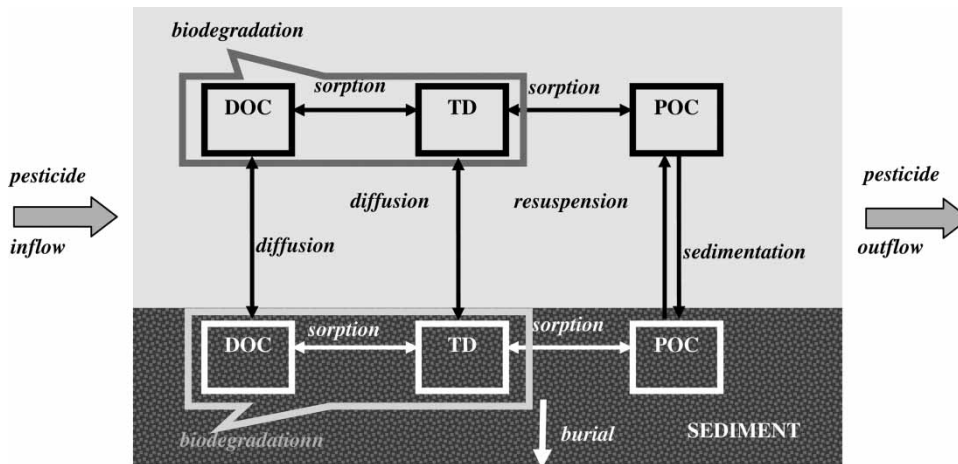 biodegradation
sorption
sorption
DOC
TD
POC
pesticide
inflow
diffusion
resuspension
pesticide
outflow
diffusion
sedimentation
sorption
sorption
DOC
TD
POC
biodegradationn
burial
SEDIMENT